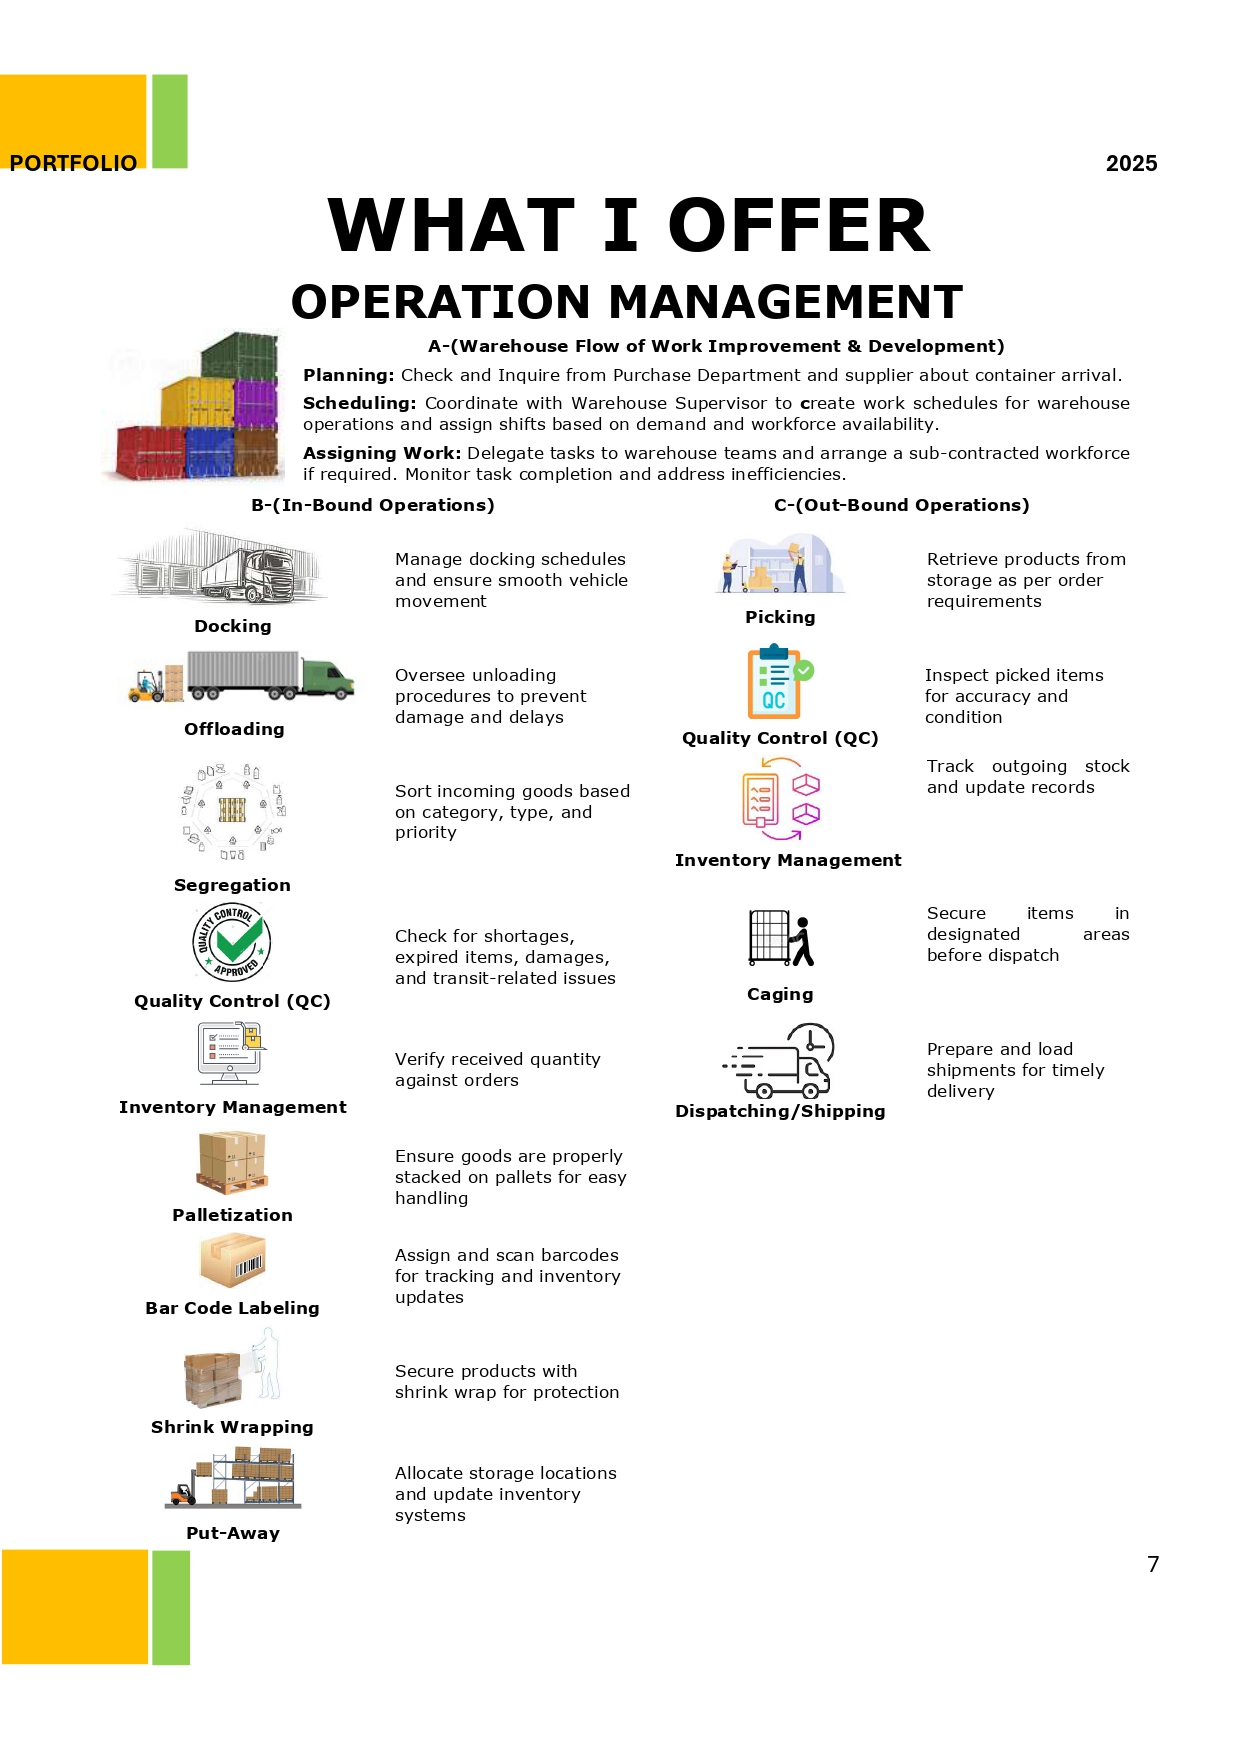 PORTFOLIO
2025
WHAT I OFFER
OPERATION MANAGEMENT
A-(Warehouse Flow of Work Improvement & Development)
Planning: Check and Inquire from Purchase Department and supplier about container arrival.
Scheduling: Coordinate with Warehouse Supervisor to create work schedules for warehouse
operations and assign shifts based on demand and workforce availability.
Assigning Work: Delegate tasks to warehouse teams and arrange a sub-contracted workforce
if required. Monitor task completion and address inefficiencies.
B-(In-Bound Operations)
Manage docking schedules
and ensure smooth vehicle
movement
Docking
Oversee unloading
procedures to prevent
damage and delays
Offloading
Sort incoming goods based
on category, type, and
priority
Segregation
QUALITY CONTROL
APPROVED
Check for shortages,
expired items, damages,
and transit-related issues
Quality Control (QC)
Verify received quantity
against orders
Inventory Management
Ensure goods are properly
stacked on pallets for easy
handling
Palletization
Assign and scan barcodes
for tracking and inventory
updates
Bar Code Labeling
Secure products with
shrink wrap for protection
Shrink Wrapping
Allocate storage locations
and update inventory
systems
Put-Away
C-(Out-Bound Operations)
Retrieve products from
storage as per order
requirements
Picking
QC
Inspect picked items
for accuracy and
condition
Quality Control (QC)
Track outgoing stock
and update records
Inventory Management
Secure items in
designated areas
before dispatch
Caging
Prepare and load
shipments for timely
delivery
Dispatching/Shipping
7